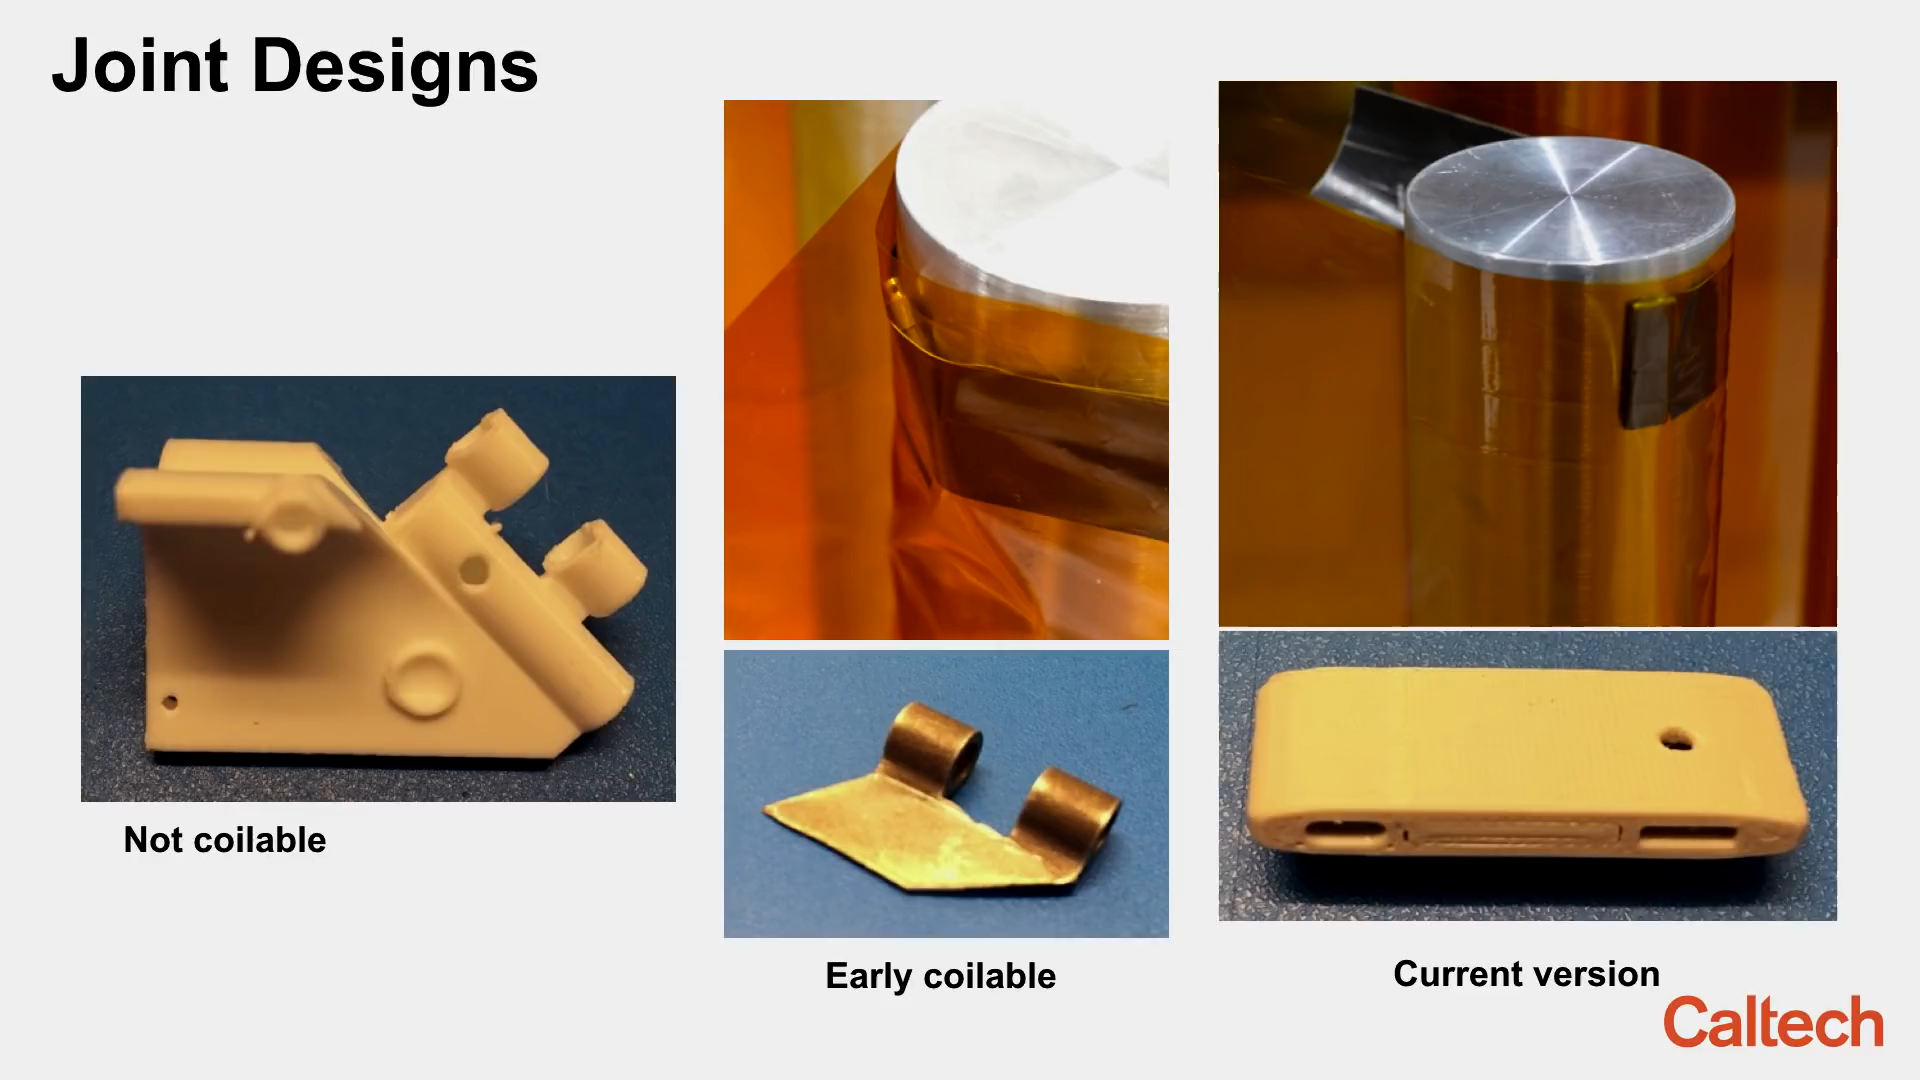 Joint Designs
Not coilable
Early coilable
Current version
Caltech